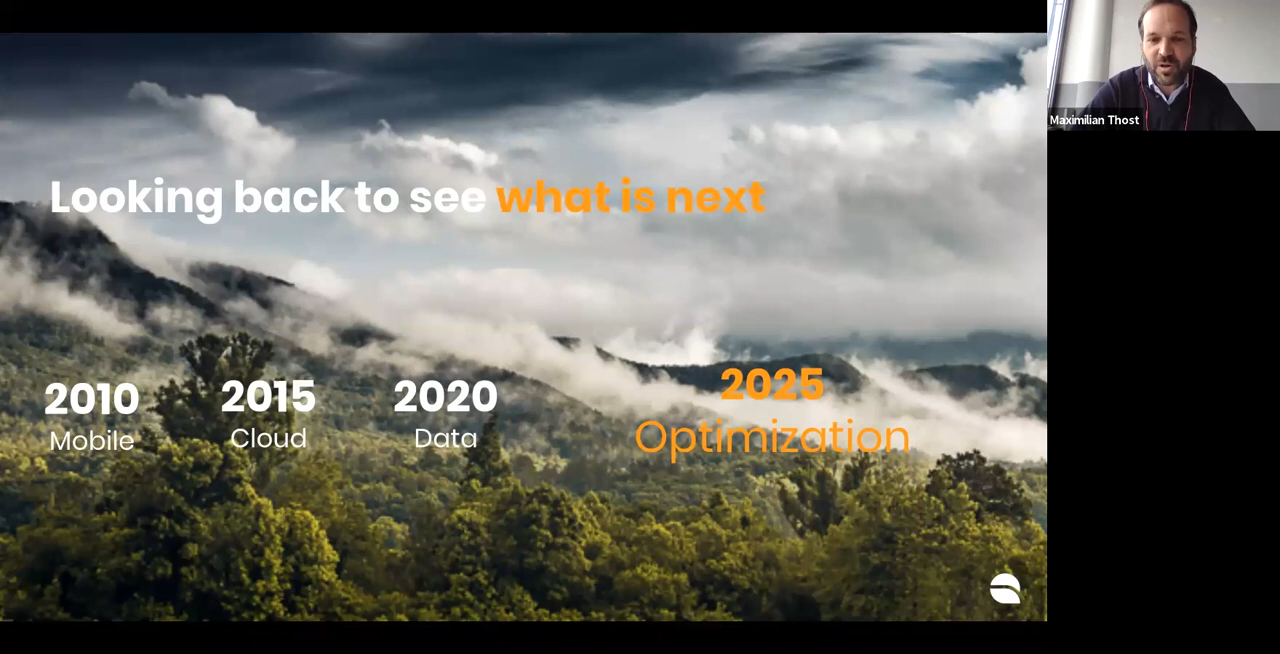 Maximilian Thost
Looking back to see what is next
2010 2015 2020 2025
Mobile Cloud Data Optimization